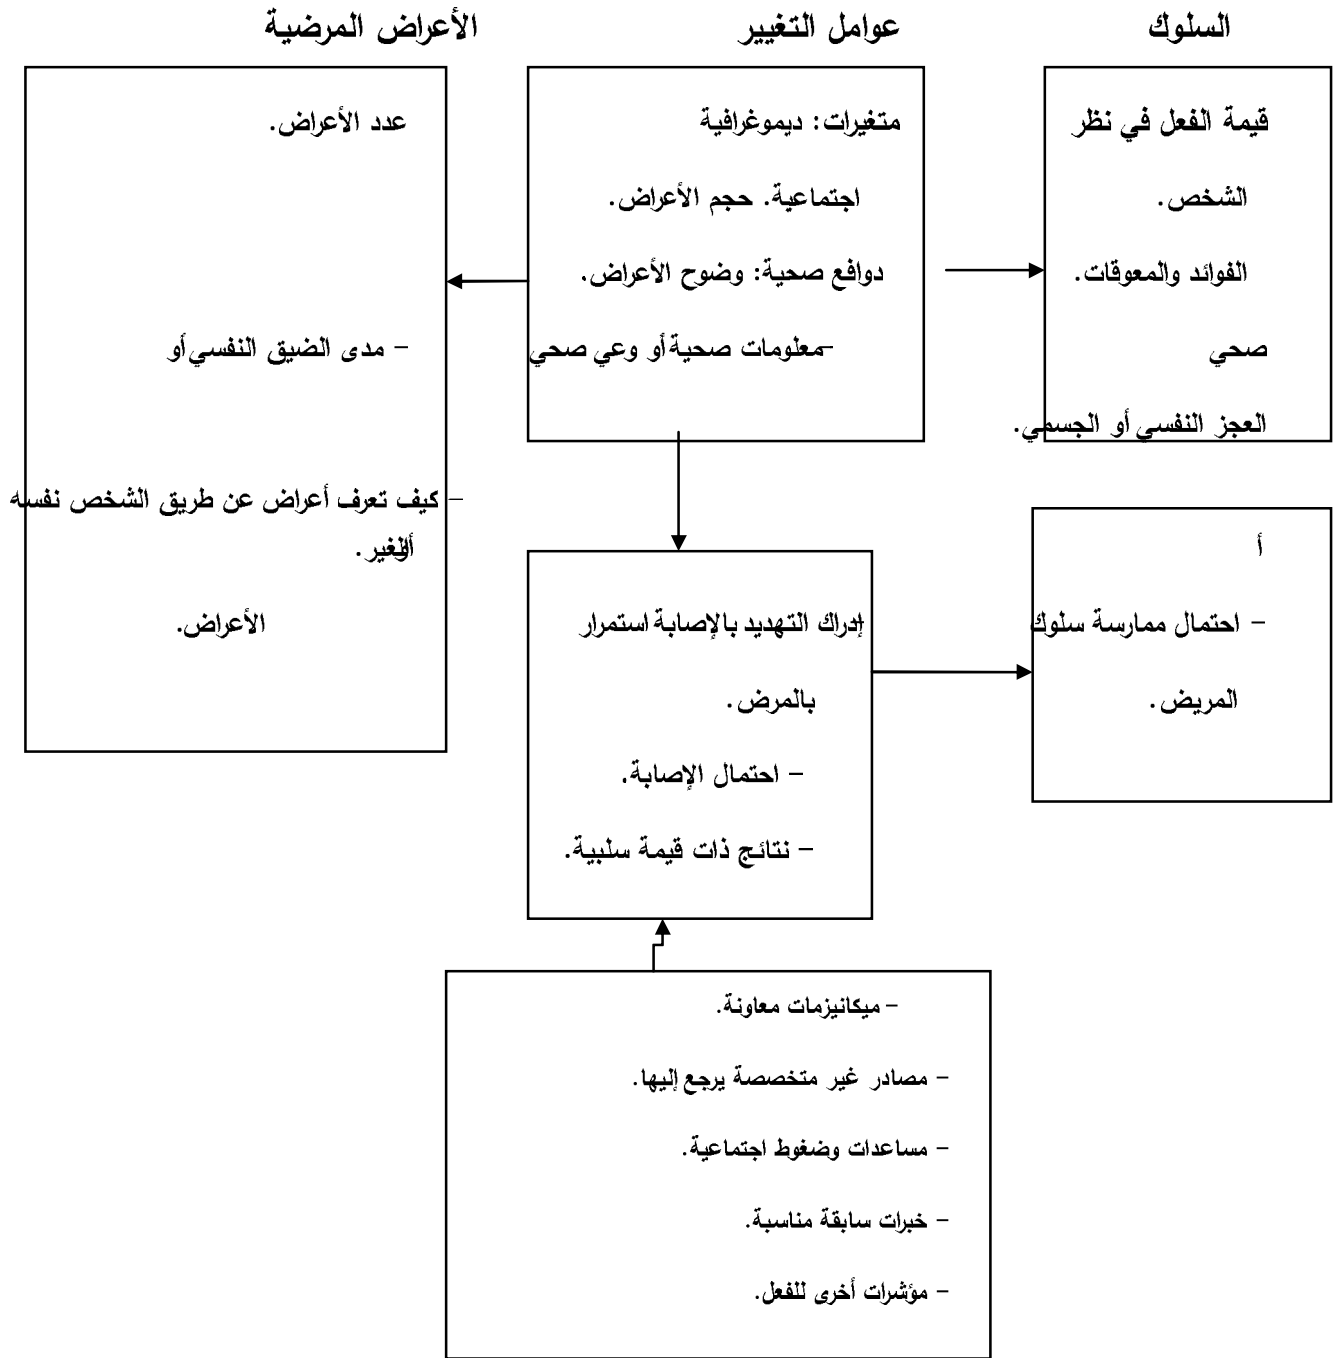 السلوك
عوامل التغيير
الأعراض المرضية
قيمة الفعل في نظر
الشخص.
الفوائد والمعوقات.
صحي
العجز النفسي أو الجسمي.
متغيرات: ديموغرافية
اجتماعية. حجم الأعراض.
دوافع صحية: وضوح الأعراض.
-معلومات صحية أو وعي صحي
عدد الأعراض.
- مدى الضيق النفسي أو
- كيف تعرف أعراض عن طريق الشخص نفسه
أو الغير.
الأعراض.
أ
- احتمال ممارسة سلوك
المريض.
إدراك التهديد بالإصابة استمرار
بالمرض.
- احتمال الإصابة.
- نتائج ذات قيمة سلبية.
- ميكانيزمات معاونة.
- مصادر غير متخصصة يرجع إليها.
- مساعدات وضغوط اجتماعية.
- خبرات سابقة مناسبة.
- مؤشرات أخرى للفعل.